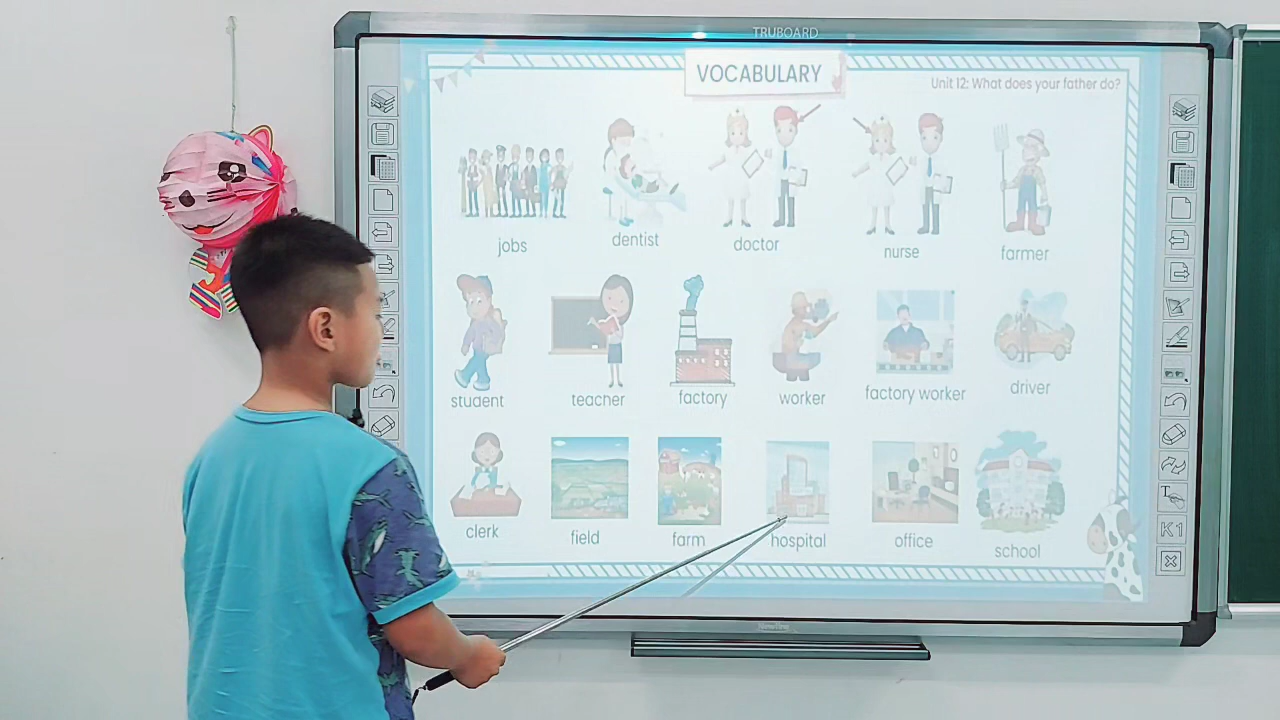 TRUBOARD
VOCABULARY
Unit 12: What does your father do?
jobs
dentist
doctor
nurse
farmer
student
teacher
factory
worker
factory worker
driver
clerk
field
farm
hospital
office
school
T
K1